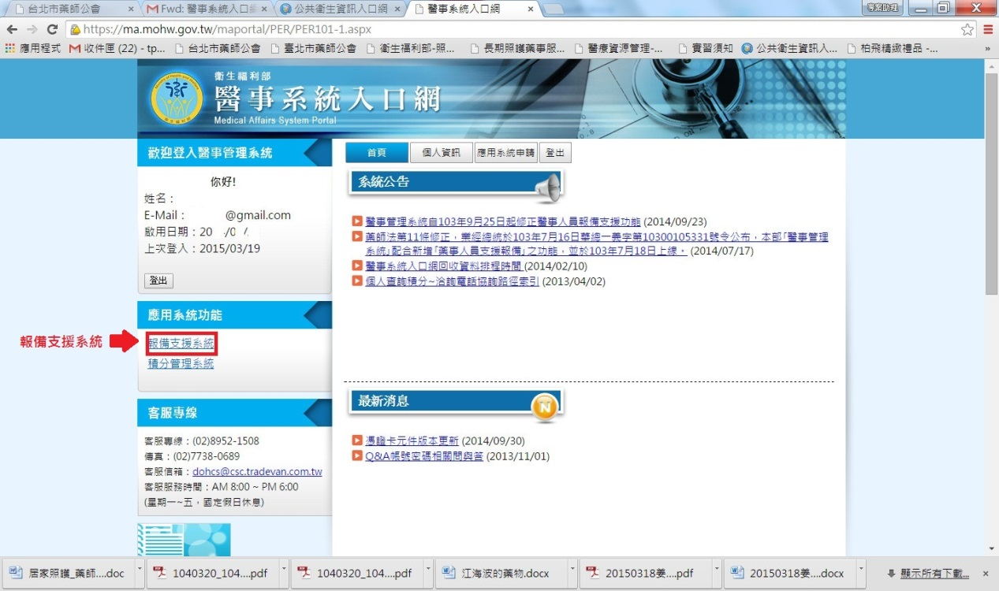 台北市藥師公會
Fwd: 醫事系統入口
公共衛生資訊入口網
醫事系統入口網
https://ma.mohw.gov.tw/maportal/PER/PER101-1.aspx
應用程式
收件匣 (22) - tp...
台北市藥師公會
臺北市藥師公會
衛生福利部-照...
長期照護藥事服...
醫療資源管理-...
實習須知
公共衛生資訊入...
柏飛精緻禮品 -...
»
衛生福利部
醫事系統入口網
Medical Affairs System Portal
歡迎登入醫事管理系統
你好!
姓名：
E-Mail： @gmail.com
啟用日期：20 /0 /
上次登入：2015/03/19
登出
應用系統功能
報備支援系統
報備支援系統
積分管理系統
客服專線
客服專線：(02)8952-1508
傳真：(02)7738-0689
客服信箱：dohcs@csc.tradevan.com.tw
客服服務時間：AM 8:00 ~ PM 6:00
(星期一~五，國定假日休息)
首頁
個人資訊
應用系統申請
登出
系統公告
醫事管理系統自103年9月25日起修正醫事人員報備支援功能 (2014/09/23)
藥師法第11條修正，業經總統於103年7月16日華總一義字第10300105331號令公布，本部「醫事管理
系統」配合新增「藥事人員支援報備」之功能，並於103年7月18日上線。 (2014/07/17)
醫事系統入口網回收資料排程時間 (2014/02/10)
個人查詢積分~洽詢電話協詢路徑索引 (2013/04/02)
最新消息
N
憑證卡元件版本更新 (2014/09/30)
Q&A帳號密碼相關問與答 (2013/11/01)
居家照護_藥師....doc
1040320_104....pdf
1040320_104....pdf
江海波的藥物.docx
20150318姜....pdf
20150318姜....docx
顯示所有下載...